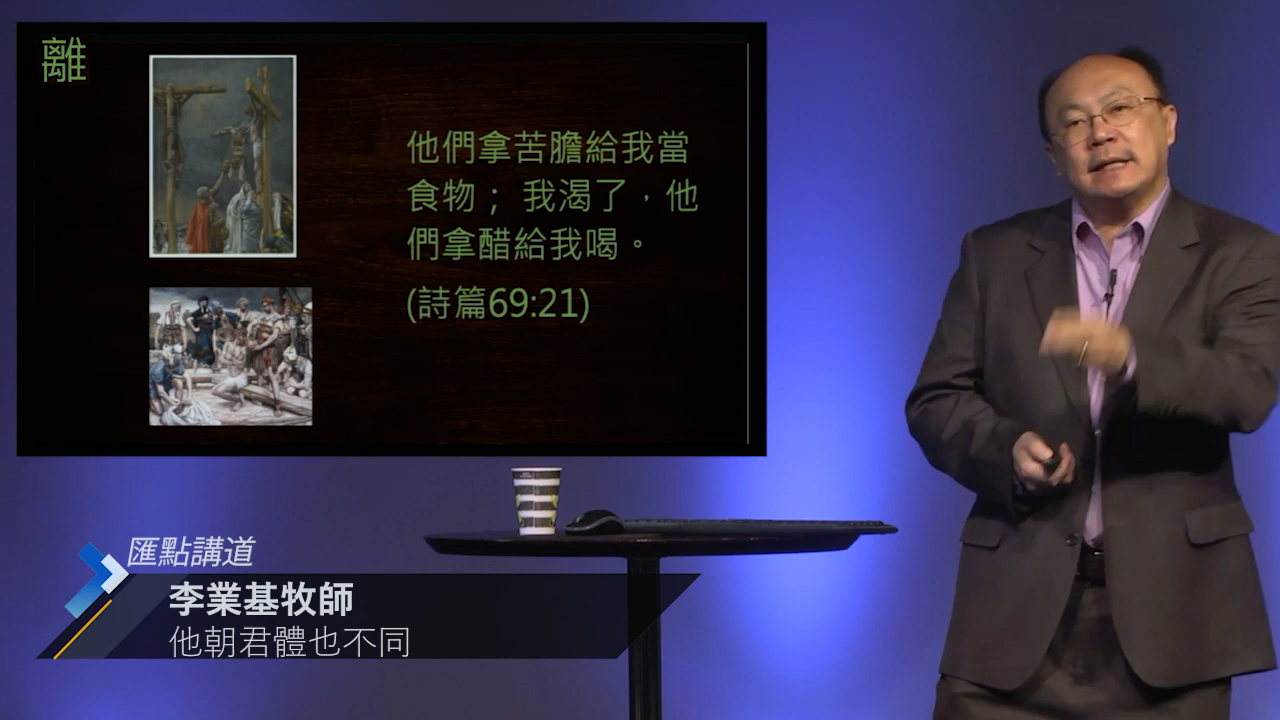 離
他們拿苦膽給我當
食物； 我渴了，他
們拿醋給我喝。
(詩篇69:21)
匯點講道
李業基牧師
他朝君體也不同